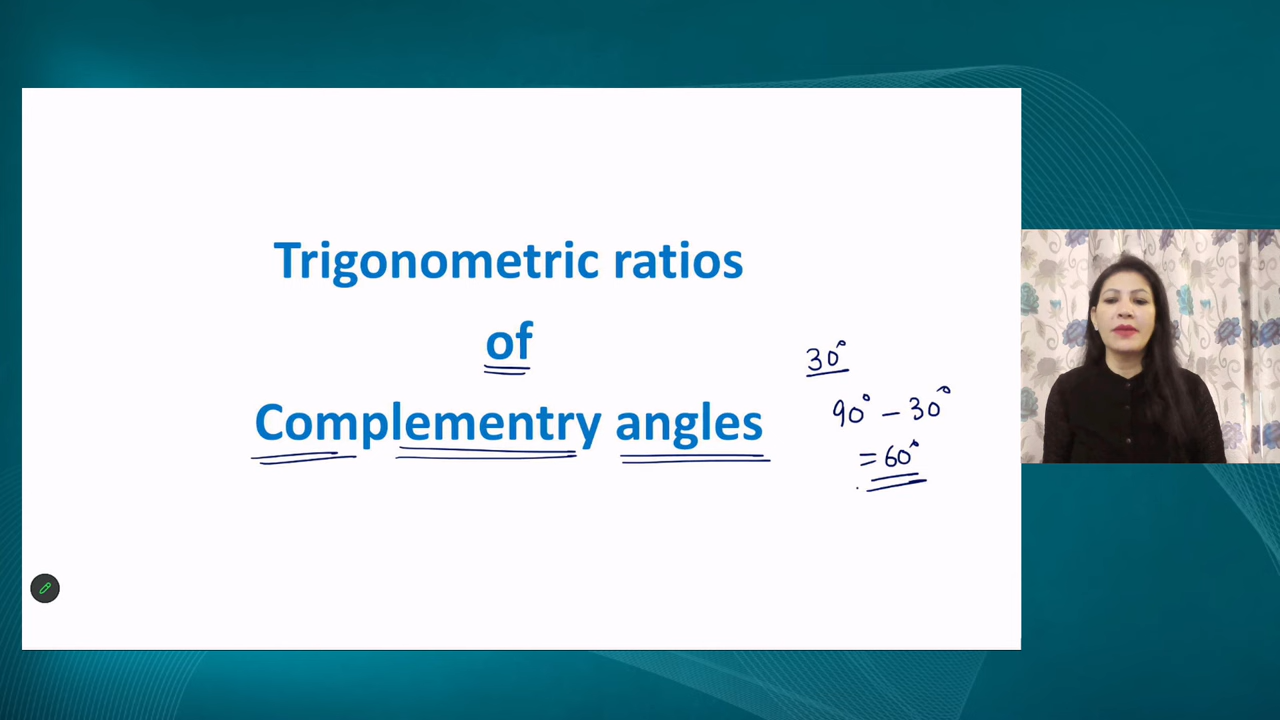 Trigonometric ratios
of
Complementry angles
30°
90° – 30°
= 60°